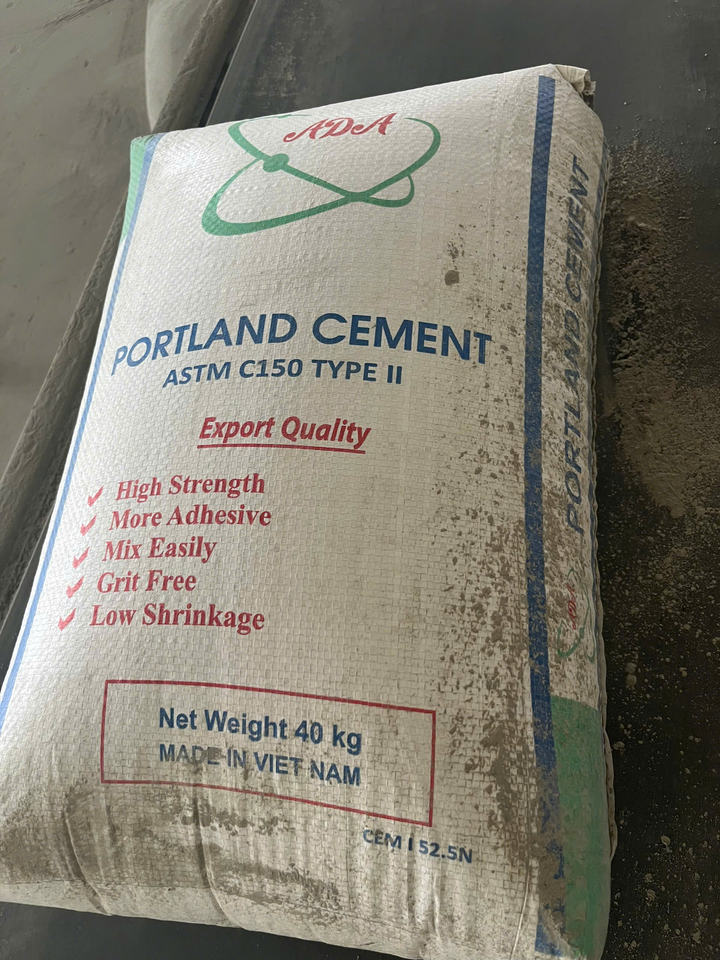 ADA
PORTLAND CEMENT
ASTM C150 TYPE II
Export Quality
High Strength
More Adhesive
Mix Easily
Grit Free
Low Shrinkage
Net Weight 40 kg
MADE IN VIET NAM
CEM I 52.5N
PORTLAND CEMENT
ADA